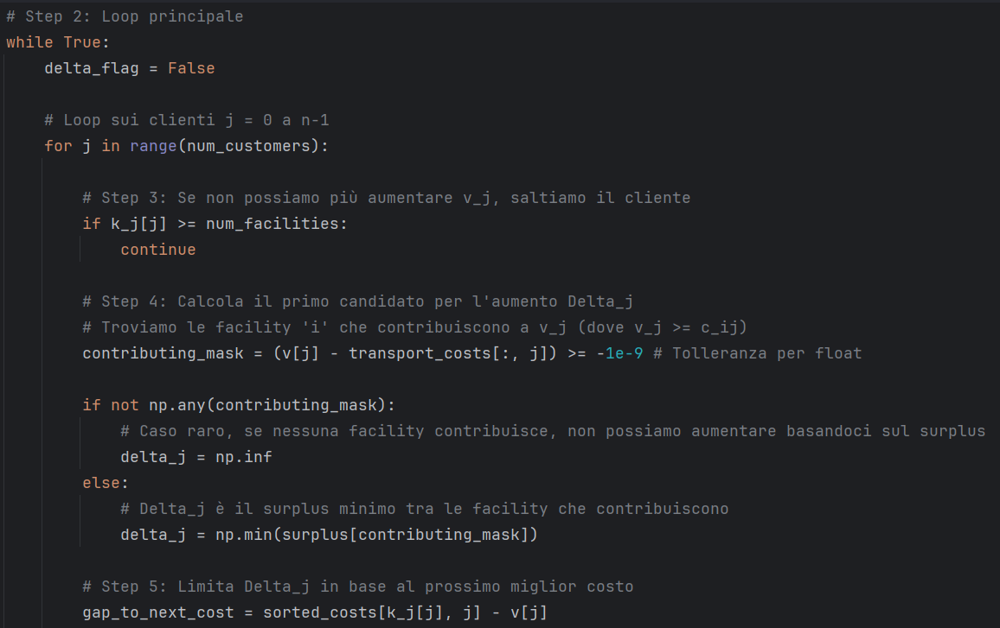 # Step 2: Loop principale
while True:
    delta_flag = False

    # Loop sui clienti j = 0 a n-1
    for j in range(num_customers):

        # Step 3: Se non possiamo più aumentare v_j, saltiamo il cliente
        if k_j[j] >= num_facilities:
            continue

        # Step 4: Calcola il primo candidato per l'aumento Delta_j
        # Troviamo le facility 'i' che contribuiscono a v_j (dove v_j >= c_ij)
        contributing_mask = (v[j] - transport_costs[:, j]) >= -1e-9 # Tolleranza per float

        if not np.any(contributing_mask):
            # Caso raro, se nessuna facility contribuisce, non possiamo aumentare basandoci sul surplus
            delta_j = np.inf
        else:
            # Delta_j è il surplus minimo tra le facility che contribuiscono
            delta_j = np.min(surplus[contributing_mask])

        # Step 5: Limita Delta_j in base al prossimo miglior costo
        gap_to_next_cost = sorted_costs[k_j[j], j] - v[j]